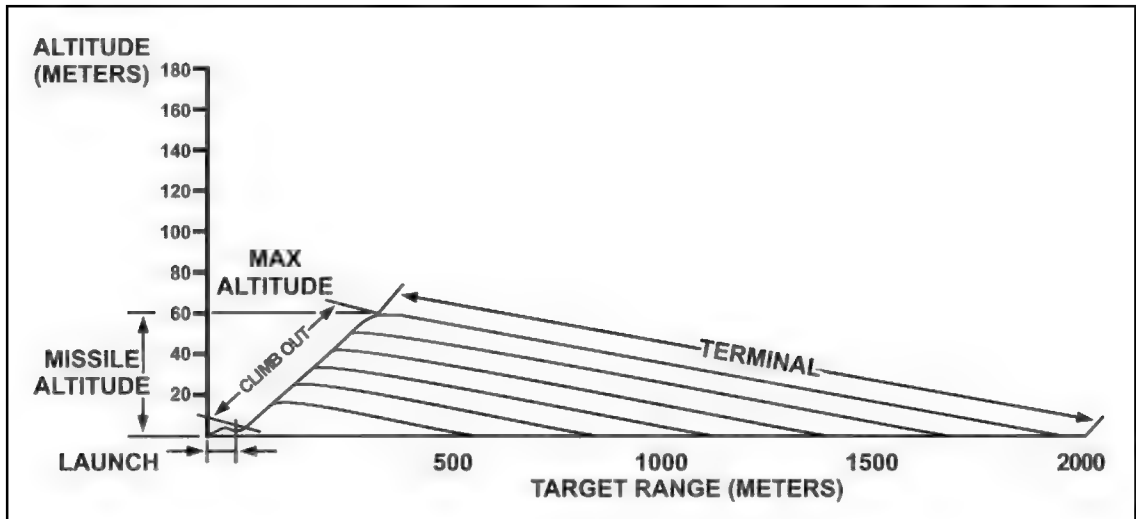 ALTITUDE
(METERS)
180
160
140
120
100
80
60
40
20
MAX
ALTITUDE
CLIMB OUT
TERMINAL
MISSILE
ALTITUDE
LAUNCH
500
1000
1500
2000
TARGET RANGE (METERS)